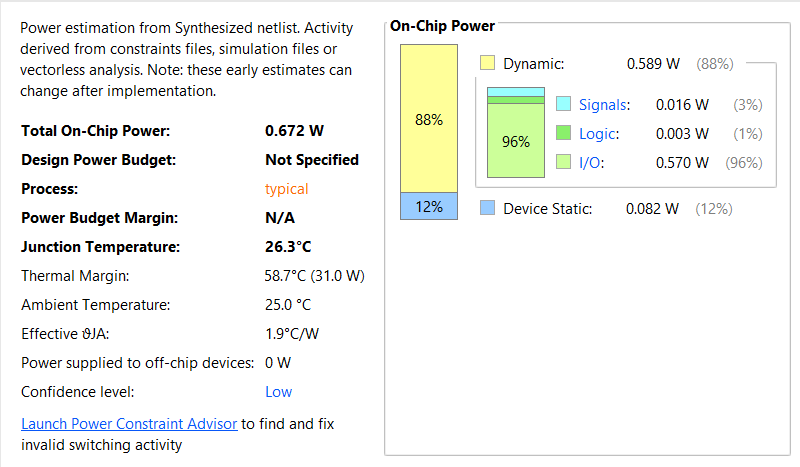 Power estimation from Synthesized netlist. Activity
derived from constraints files, simulation files or
vectorless analysis. Note: these early estimates can
change after implementation.
Total On-Chip Power: 0.672 W
Design Power Budget: Not Specified
Process: typical
Power Budget Margin: N/A
Junction Temperature: 26.3°C
Thermal Margin: 58.7°C (31.0 W)
Ambient Temperature: 25.0 °C
Effective ϑJA: 1.9°C/W
Power supplied to off-chip devices: 0 W
Confidence level: Low
Launch Power Constraint Advisor to find and fix
invalid switching activity
On-Chip Power
88%
12%
Dynamic: 0.589 W (88%)
96%
Signals: 0.016 W (3%)
Logic: 0.003 W (1%)
I/O: 0.570 W (96%)
Device Static: 0.082 W (12%)